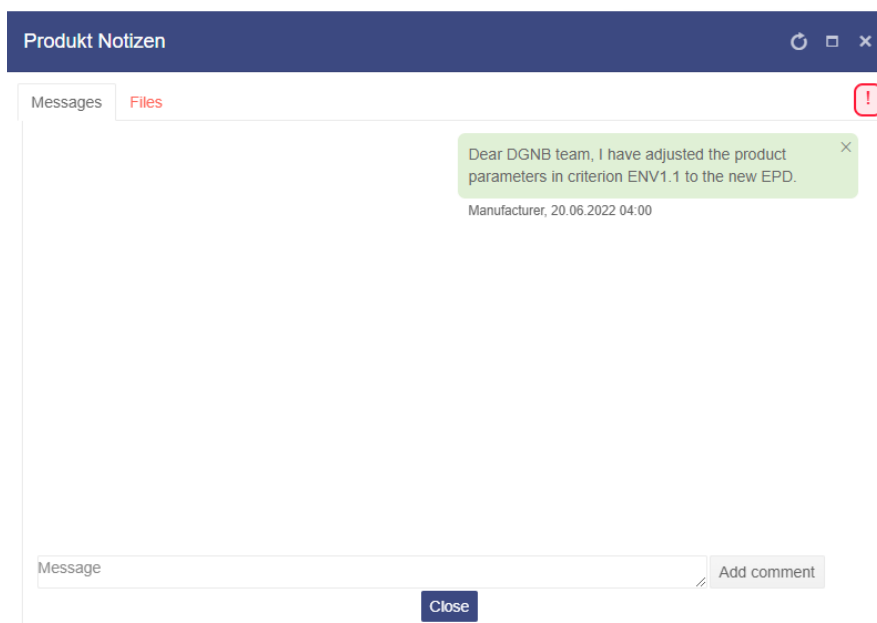 Produkt Notizen
Messages Files
!
Dear DGNB team, I have adjusted the product
parameters in criterion ENV1.1 to the new EPD.
Manufacturer, 20.06.2022 04:00
Message
Add comment
Close